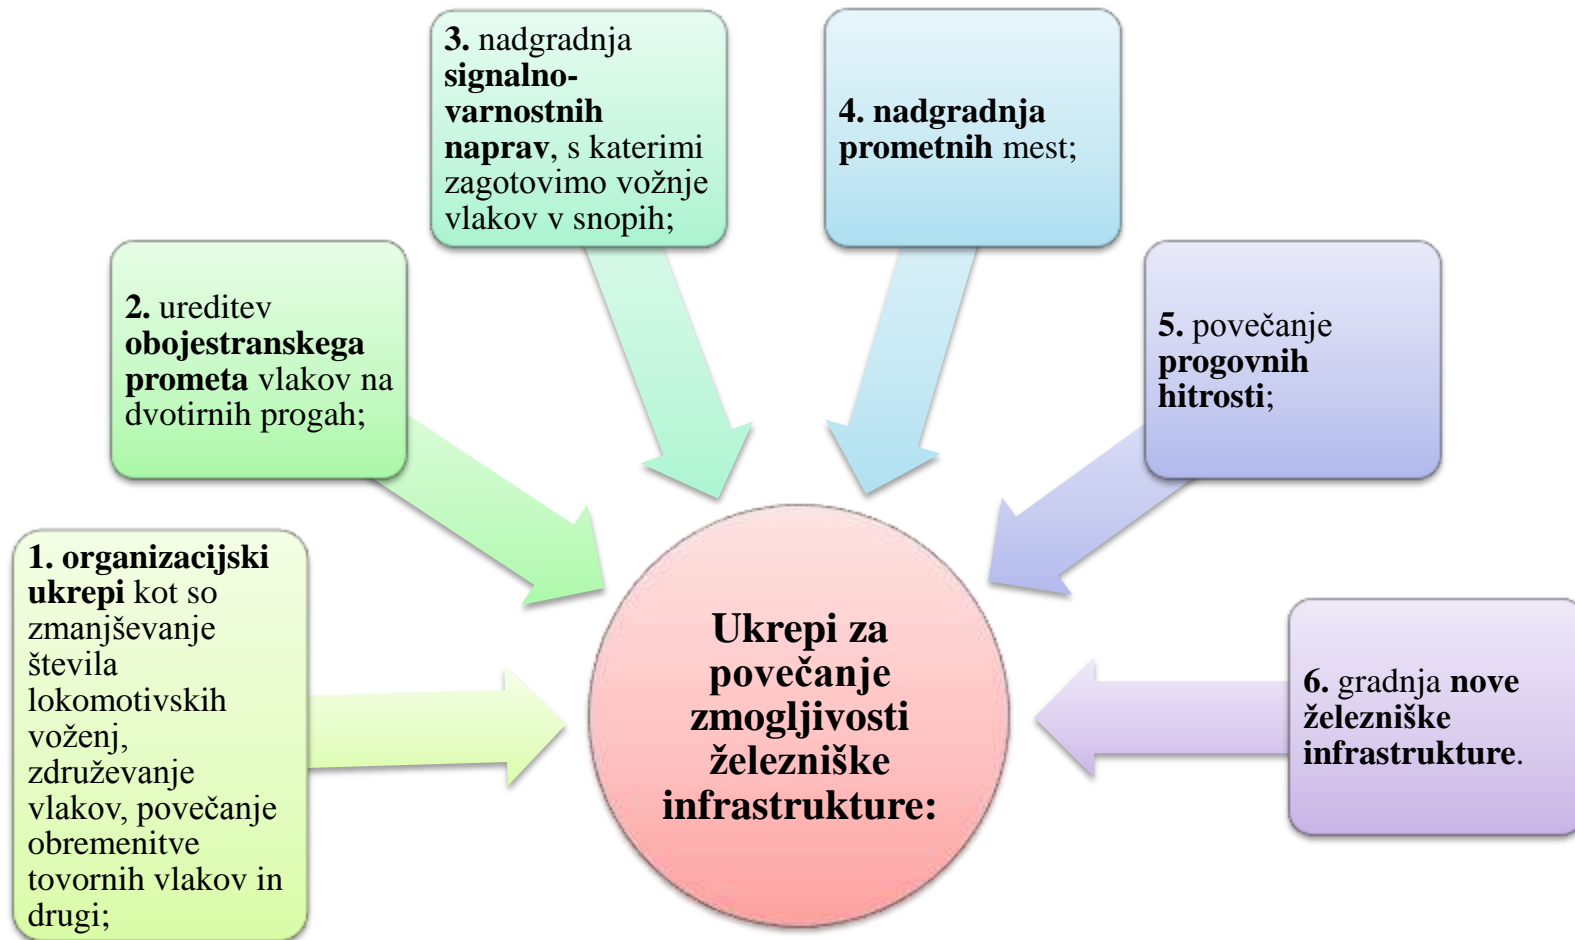 1. organizacijski
ukrepi kot so
zmanjševanje
števila
lokomotivskih
voženj,
združevanje
vlakov, povečanje
obremenitve
tovornih vlakov in
drugi;
2. ureditev
obojestranskega
prometa vlakov na
dvotirnih progah;
3. nadgradnja
signalno-
varnostnih
naprav, s katerimi
zagotovimo vožnje
vlakov v snopih;
4. nadgradnja
prometnih mest;
5. povečanje
progovnih
hitrosti;
6. gradnja nove
železniške
infrastrukture.
Ukrepi za
povečanje
zmogljivosti
železniške
infrastrukture: